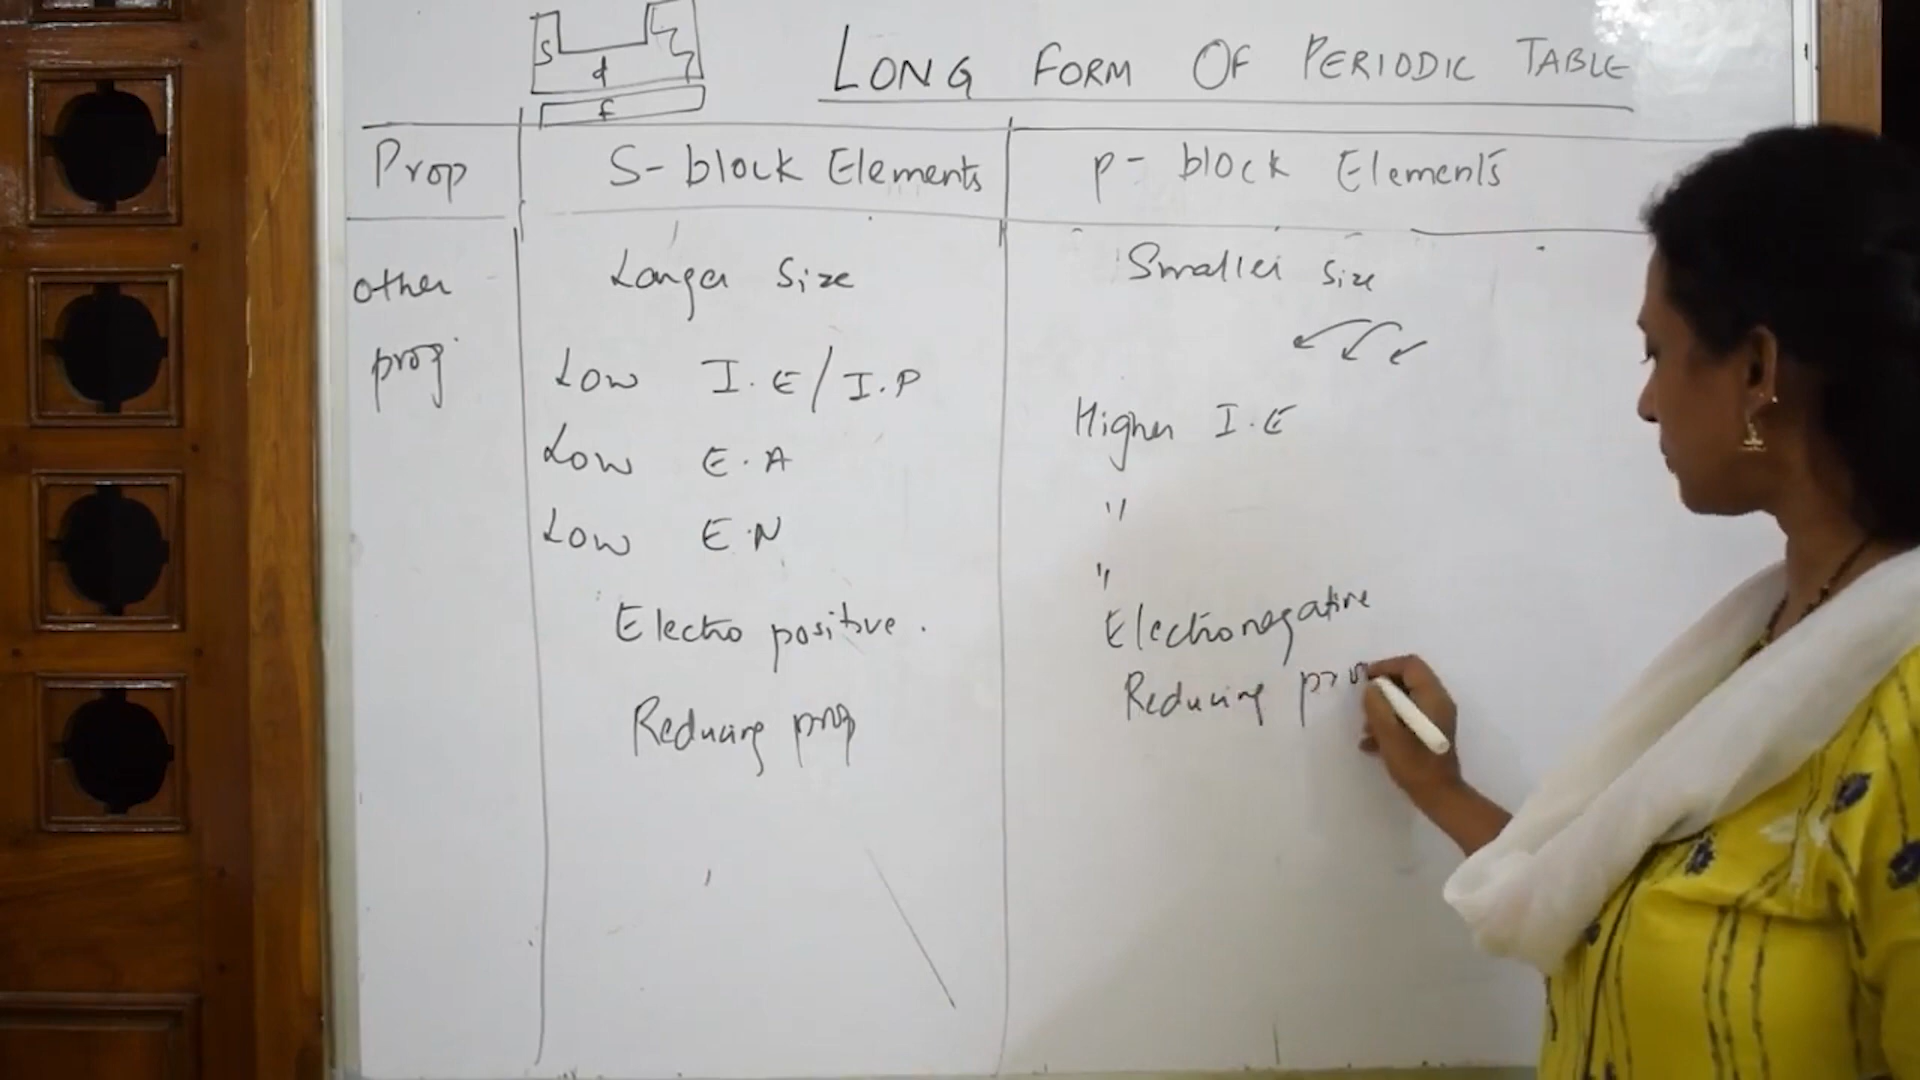 S
d
f
LONG FORM OF PERIODIC TABLE
Prop S-block Elements p-block Elements
other prop
Larger Size
Low I.E/I.P
Low E.A
Low E.N
Electro positive.
Reducing prop
Smaller size
Higher I.E
"
"
Electronegative
Reducing pro